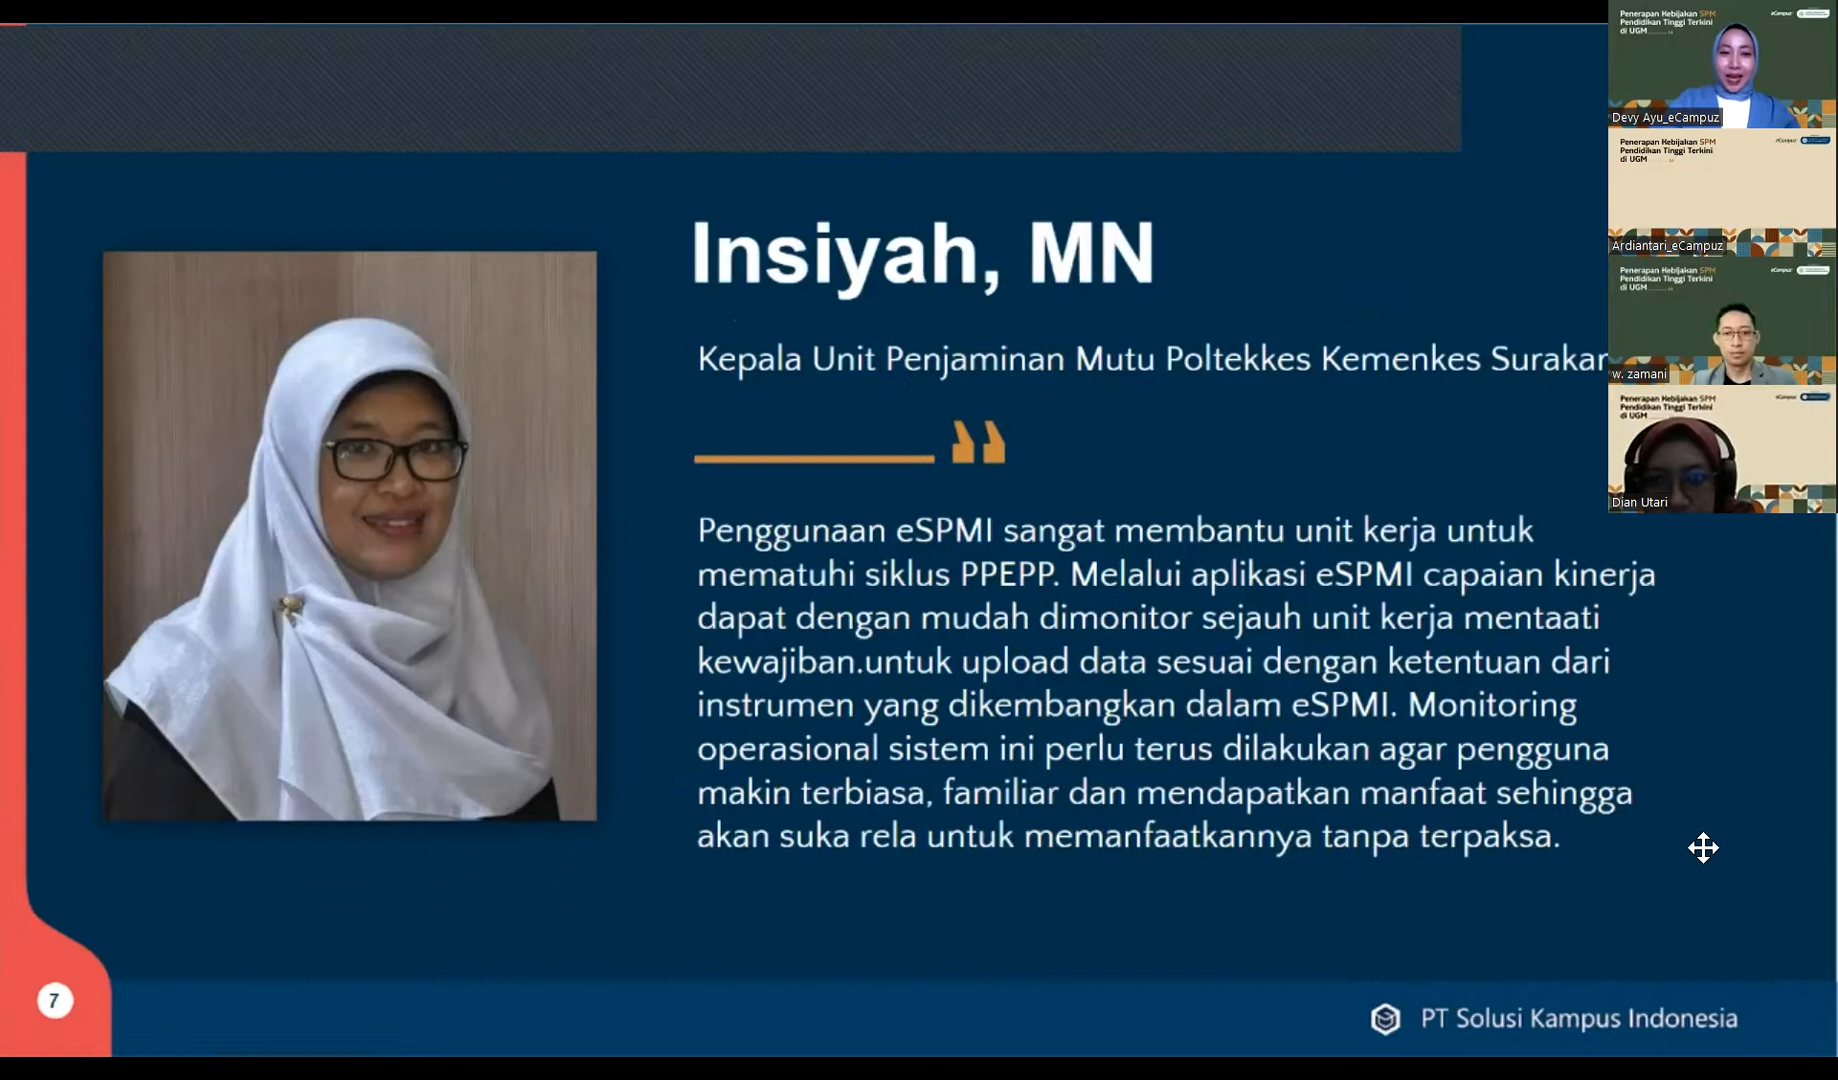 Insiyah, MN
Kepala Unit Penjaminan Mutu Poltekkes Kemenkes Surakar
Penggunaan eSPMI sangat membantu unit kerja untuk
mematuhi siklus PPEPP. Melalui aplikasi eSPMI capaian kinerja
dapat dengan mudah dimonitor sejauh unit kerja mentaati
kewajiban.untuk upload data sesuai dengan ketentuan dari
instrumen yang dikembangkan dalam eSPMI. Monitoring
operasional sistem ini perlu terus dilakukan agar pengguna
makin terbiasa, familiar dan mendapatkan manfaat sehingga
akan suka rela untuk memanfaatkannya tanpa terpaksa.
7
PT Solusi Kampus Indonesia
Penerapan Kebijakan SPM
Pendidikan Tinggi Terkini
di UGM
eCampuz
Devy Ayu_eCampuz
Penerapan Kebijakan SPM
Pendidikan Tinggi Terkini
di UGM
eCampuz
Ardiantari_eCampuz
Penerapan Kebijakan SPM
Pendidikan Tinggi Terkini
di UGM
eCampuz
w. zamani
Penerapan Kebijakan SPM
Pendidikan Tinggi Terkini
di UGM
eCampuz
Dian Utari